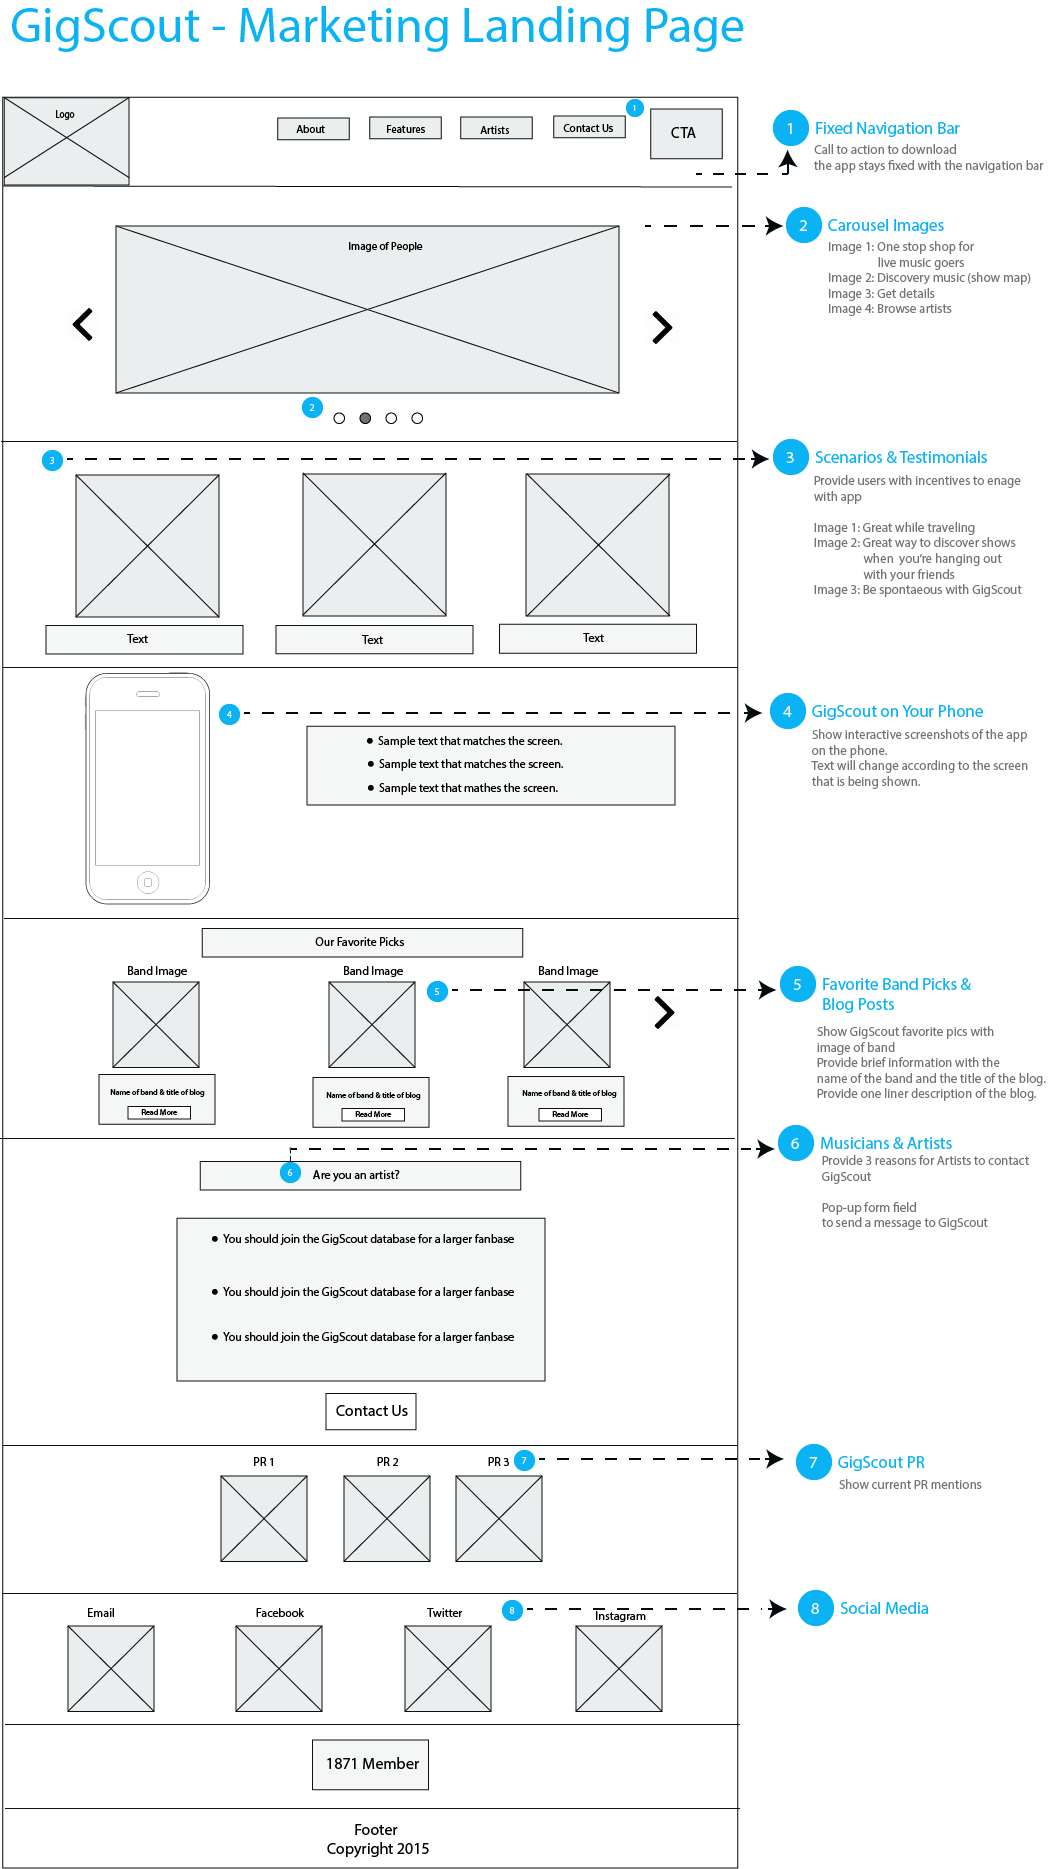 GigScout - Marketing Landing Page
Logo
About
Features
Artists
Contact Us
1
CTA
1
Fixed Navigation Bar
Call to action to download
the app stays fixed with the navigation bar
Image of People
2
2
Carousel Images
Image 1: One stop shop for
live music goers
Image 2: Discovery music (show map)
Image 3: Get details
Image 4: Browse artists
3
Text
Text
Text
3
Scenarios & Testimonials
Provide users with incentives to enage
with app
Image 1: Great while traveling
Image 2: Great way to discover shows
when you're hanging out
with your friends
Image 3: Be spontaeous with GigScout
4
Sample text that matches the screen.
Sample text that matches the screen.
Sample text that mathes the screen.
4
GigScout on Your Phone
Show interactive screenshots of the app
on the phone.
Text will change according to the screen
that is being shown.
Our Favorite Picks
Band Image
Band Image
Band Image
5
Name of band & title of blog
Read More
Name of band & title of blog
Read More
Name of band & title of blog
Read More
5
Favorite Band Picks &
Blog Posts
Show GigScout favorite pics with
image of band
Provide brief information with the
name of the band and the title of the blog.
Provide one liner description of the blog.
6
Are you an artist?
You should join the GigScout database for a larger fanbase
You should join the GigScout database for a larger fanbase
You should join the GigScout database for a larger fanbase
Contact Us
6
Musicians & Artists
Provide 3 reasons for Artists to contact
GigScout
Pop-up form field
to send a message to GigScout
PR 1
PR 2
PR 3
7
7
GigScout PR
Show current PR mentions
Email
Facebook
Twitter
8
Instagram
8
Social Media
1871 Member
Footer
Copyright 2015